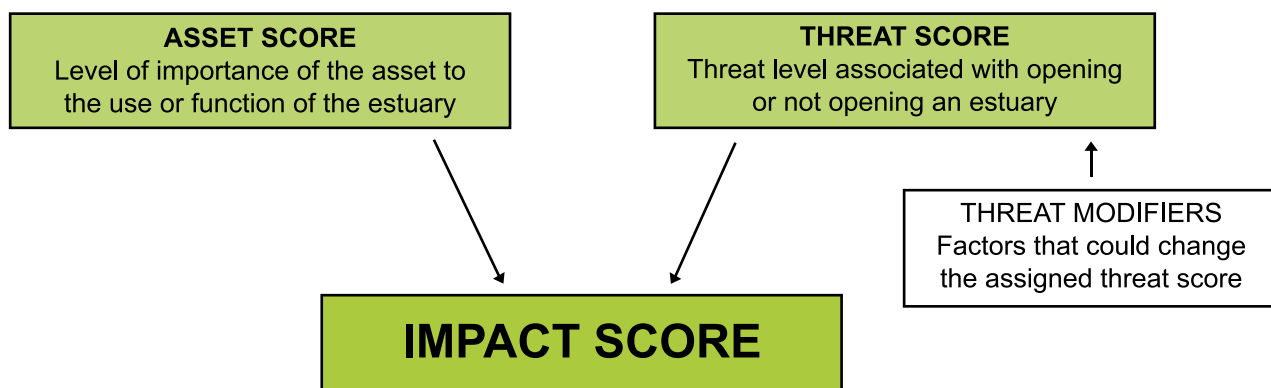 ASSET SCORE
Level of importance of the asset to
the use or function of the estuary
THREAT SCORE
Threat level associated with opening
or not opening an estuary
THREAT MODIFIERS
Factors that could change
the assigned threat score
IMPACT SCORE